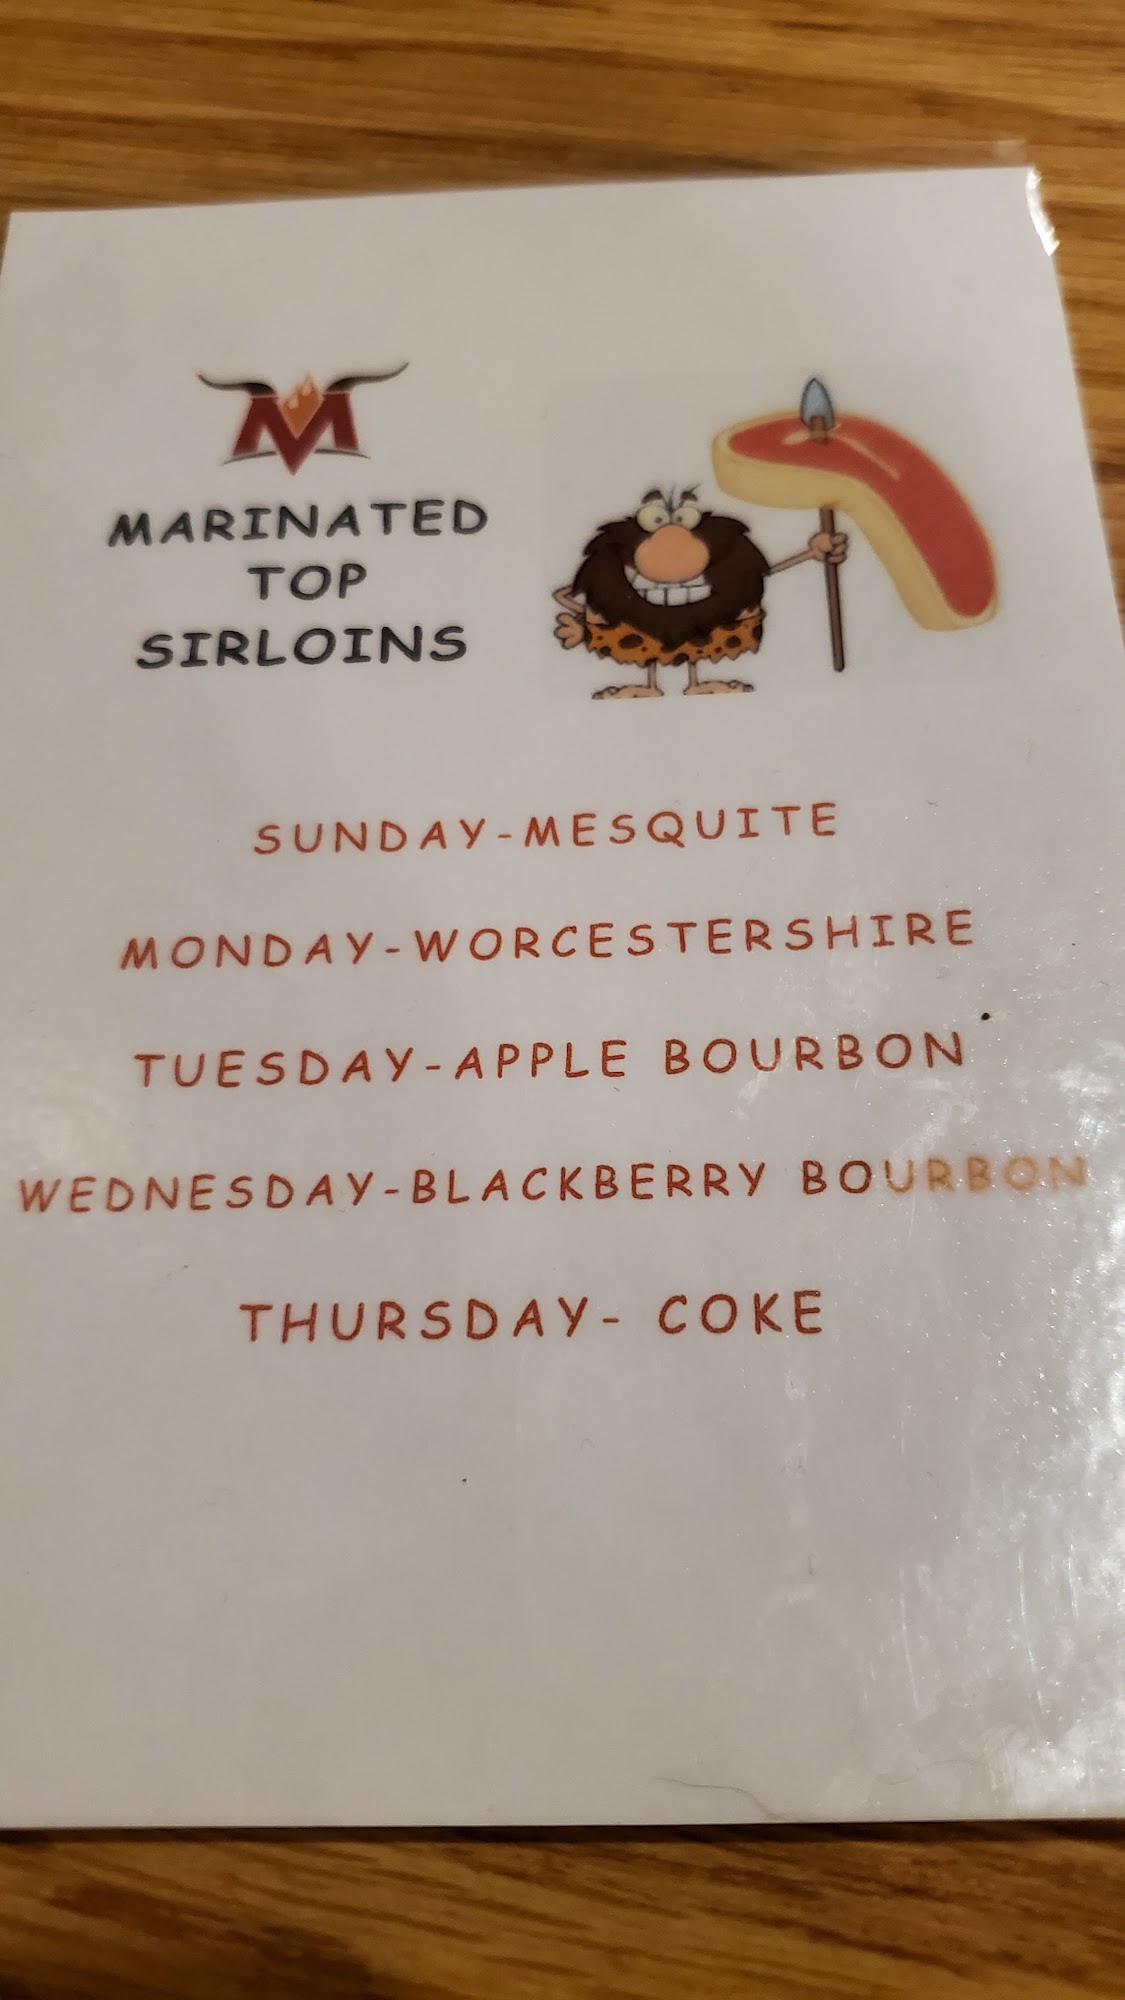 M
MARINATED
TOP
SIRLOINS
SUNDAY-MESQUITE
MONDAY-WORCESTERSHIRE
TUESDAY-APPLE BOURBON
WEDNESDAY-BLACKBERRY BOURBON
THURSDAY- COKE